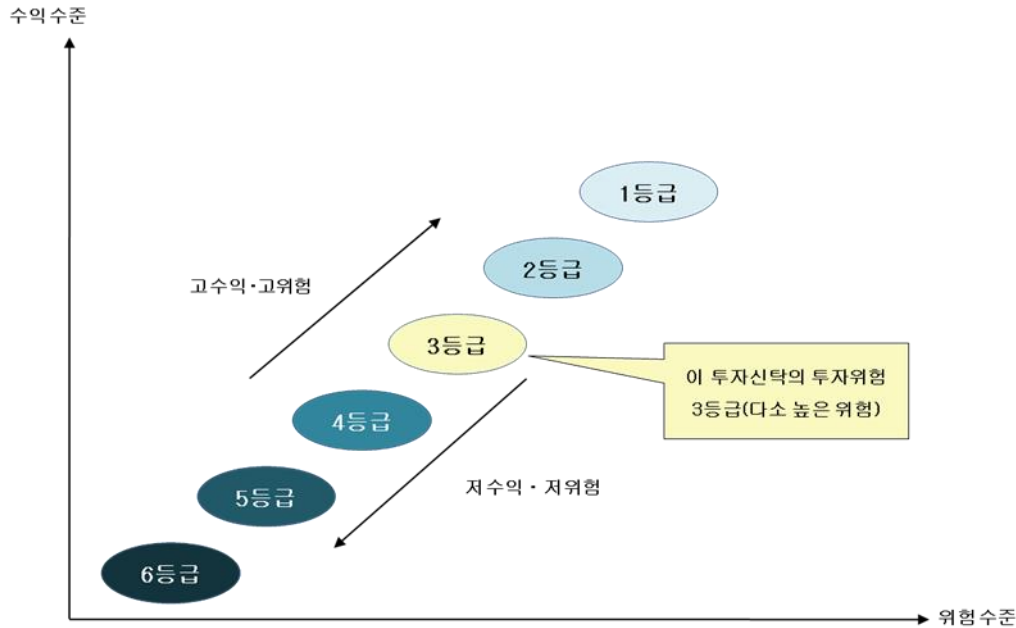 수익수준
1등급
2등급
고수익·고위험
3등급
이 투자신탁의 투자위험
3등급(다소 높은 위험)
4등급
저수익 · 저위험
5등급
6등급
위험수준